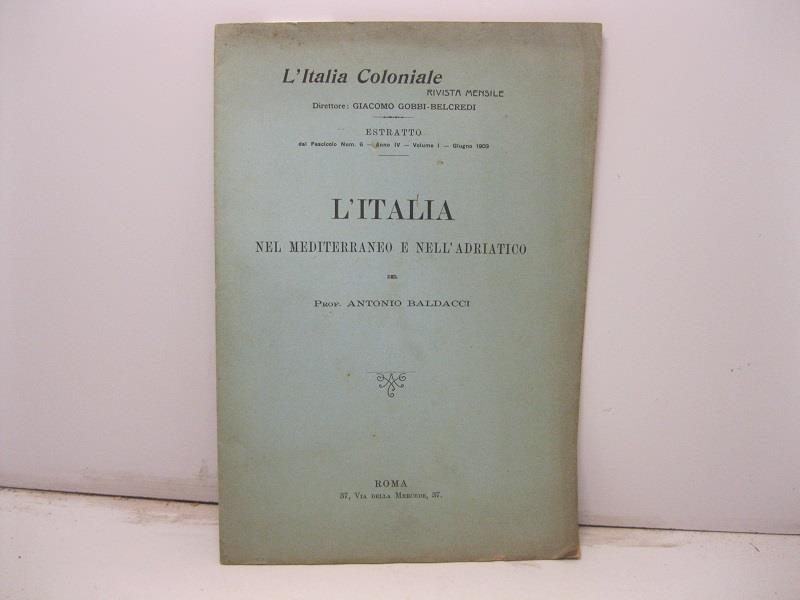 L'Italia Coloniale
RIVISTA MENSILE
Direttore: GIACOMO GOBBI-BELCREDI
ESTRATTO
dal Fascicolo Num. 6 — Anno IV — Volume I — Giugno 1903
L'ITALIA
NEL MEDITERRANEO E NELL'ADRIATICO
DEL
Prof. ANTONIO BALDACCI
ROMA
37, Via della Mercede, 37.